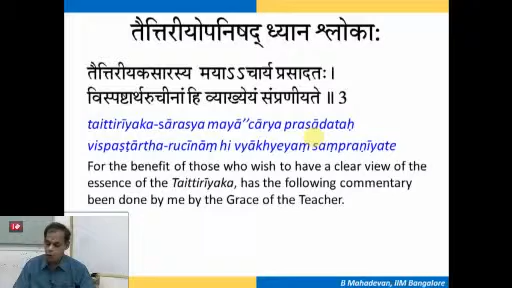 तैत्तिरीयोपनिषद् ध्यान श्लोका:
तैत्तिरीयकसारस्य मयाऽऽचार्य प्रसादतः।
विस्पष्टार्थरुचीनां हि व्याख्येयं संप्रणीयते ॥ 3
taittirīyaka-sārasya mayā’’cārya prasādataḥ
vispaṣṭārtha-rucīnāṃ hi vyākhyeyaṃ saṃpraṇīyate
For the benefit of those who wish to have a clear view of the
essence of the Taittirīyaka, has the following commentary
been done by me by the Grace of the Teacher.
B Mahadevan, IIM Bangalore